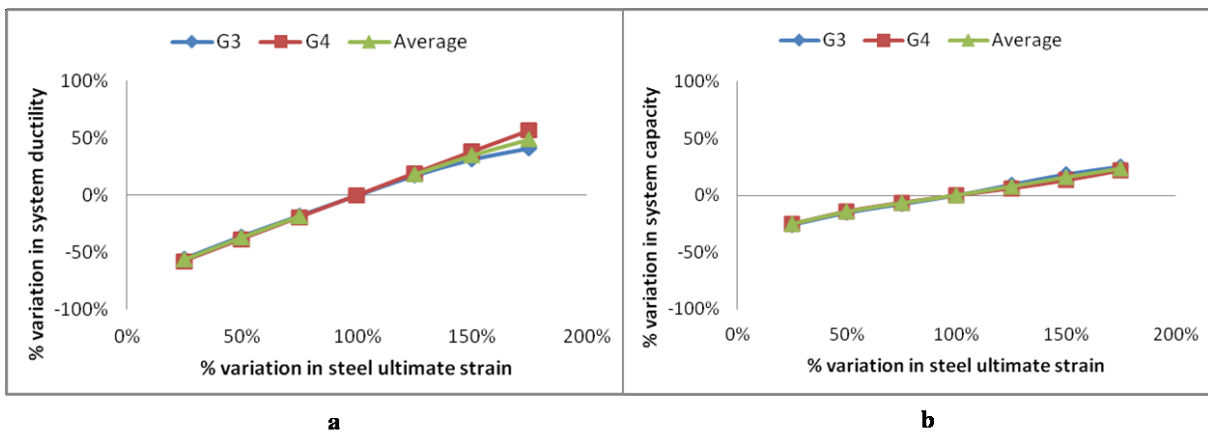 G3 G4 Average
100%
50%
0%
-50%
-100%
% variation in system ductility
0% 50% 100% 150% 200%
% variation in steel ultimate strain
a
G3 G4 Average
100%
50%
0%
-50%
-100%
% variation in system capacity
0% 50% 100% 150% 200%
% variation in steel ultimate strain
b